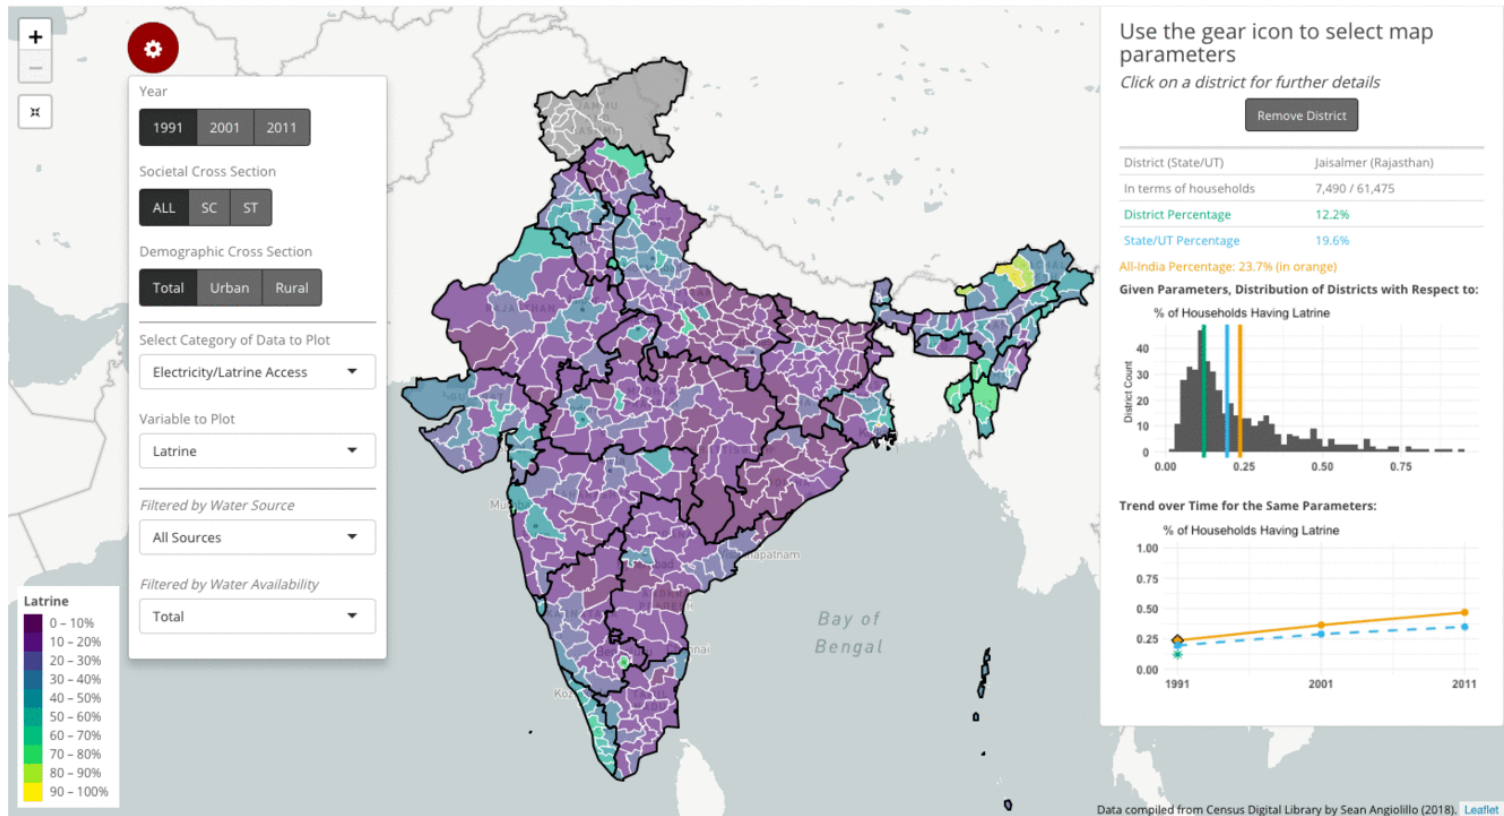 +
−
Year
1991 2001 2011
Societal Cross Section
ALL SC ST
Demographic Cross Section
Total Urban Rural
Select Category of Data to Plot
Electricity/Latrine Access
Variable to Plot
Latrine
Filtered by Water Source
All Sources
Filtered by Water Availability
Total
Latrine
0 – 10%
10 – 20%
20 – 30%
30 – 40%
40 – 50%
50 – 60%
60 – 70%
70 – 80%
80 – 90%
90 – 100%
JAMMU
Bay of
Bengal
Use the gear icon to select map
parameters
Click on a district for further details
Remove District
District (State/UT) Jaisalmer (Rajasthan)
In terms of households 7,490 / 61,475
District Percentage 12.2%
State/UT Percentage 19.6%
All-India Percentage: 23.7% (in orange)
Given Parameters, Distribution of Districts with Respect to:
% of Households Having Latrine
District Count
40
30
20
10
0
0.00 0.25 0.50 0.75
Trend over Time for the Same Parameters:
% of Households Having Latrine
1.00
0.75
0.50
0.25
0.00
1991 2001 2011
Data compiled from Census Digital Library by Sean Angiolillo (2018). Leaflet